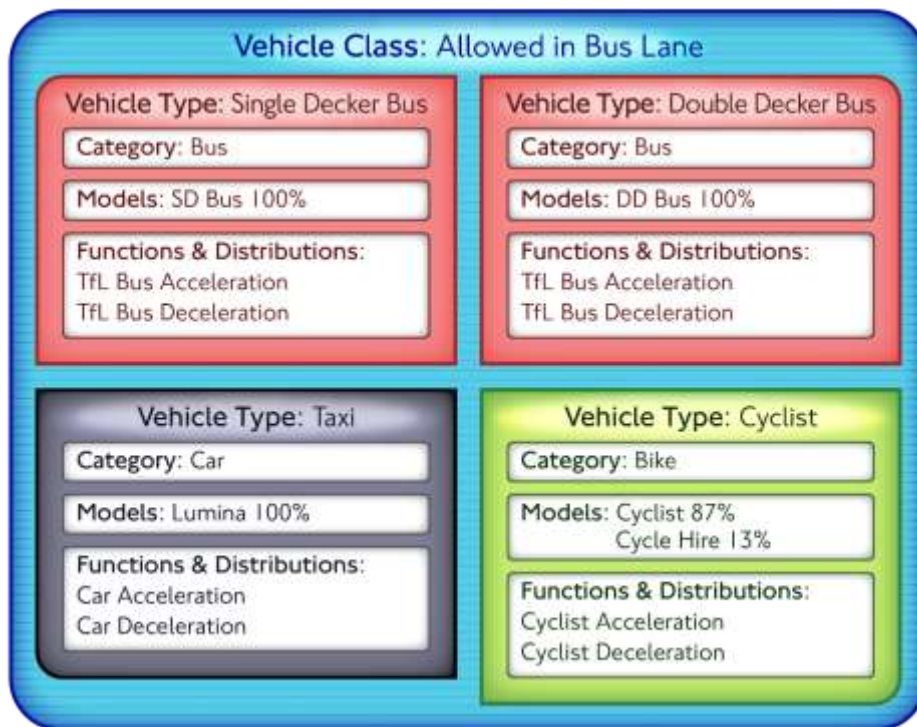 Vehicle Class: Allowed in Bus Lane
Vehicle Type: Single Decker Bus
Category: Bus
Models: SD Bus 100%
Functions & Distributions:
TfL Bus Acceleration
TfL Bus Deceleration
Vehicle Type: Double Decker Bus
Category: Bus
Models: DD Bus 100%
Functions & Distributions:
TfL Bus Acceleration
TfL Bus Deceleration
Vehicle Type: Taxi
Category: Car
Models: Lumina 100%
Functions & Distributions:
Car Acceleration
Car Deceleration
Vehicle Type: Cyclist
Category: Bike
Models: Cyclist 87%
Cycle Hire 13%
Functions & Distributions:
Cyclist Acceleration
Cyclist Deceleration